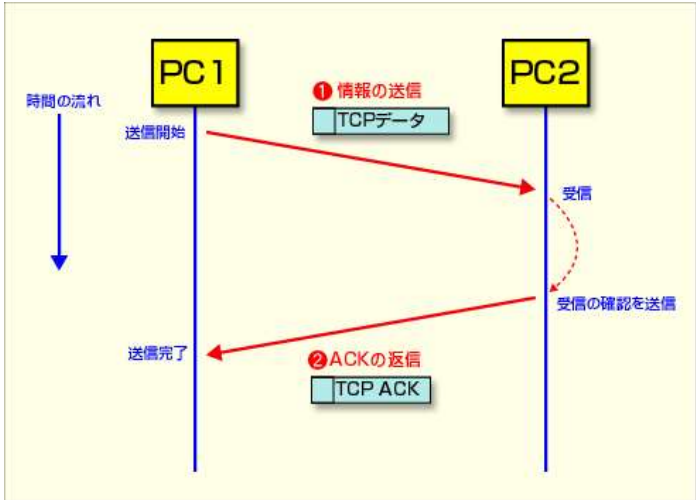 PC1
PC2
時間の流れ
❶情報の送信
TCPデータ
送信開始
受信
受信の確認を送信
送信完了
❷ACKの返信
TCP ACK